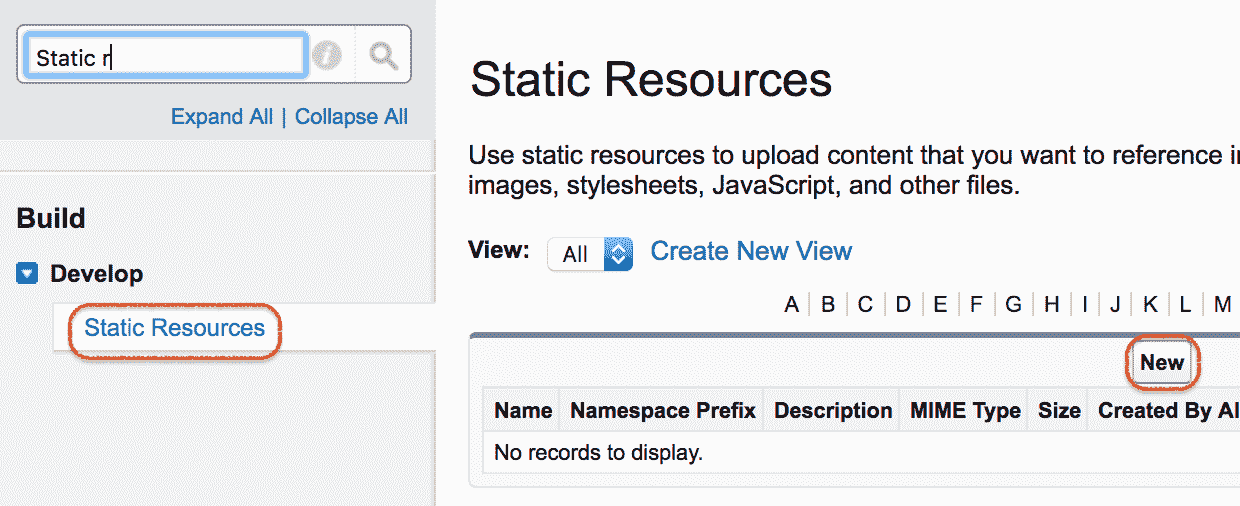 Static r
Expand All | Collapse All
Build
Develop
Static Resources
Static Resources
Use static resources to upload content that you want to reference i
images, stylesheets, JavaScript, and other files.
View: All Create New View
A | B | C | D | E | F | G | H | I | J | K | L | M
New
Name Namespace Prefix Description MIME Type Size Created By Al
No records to display.